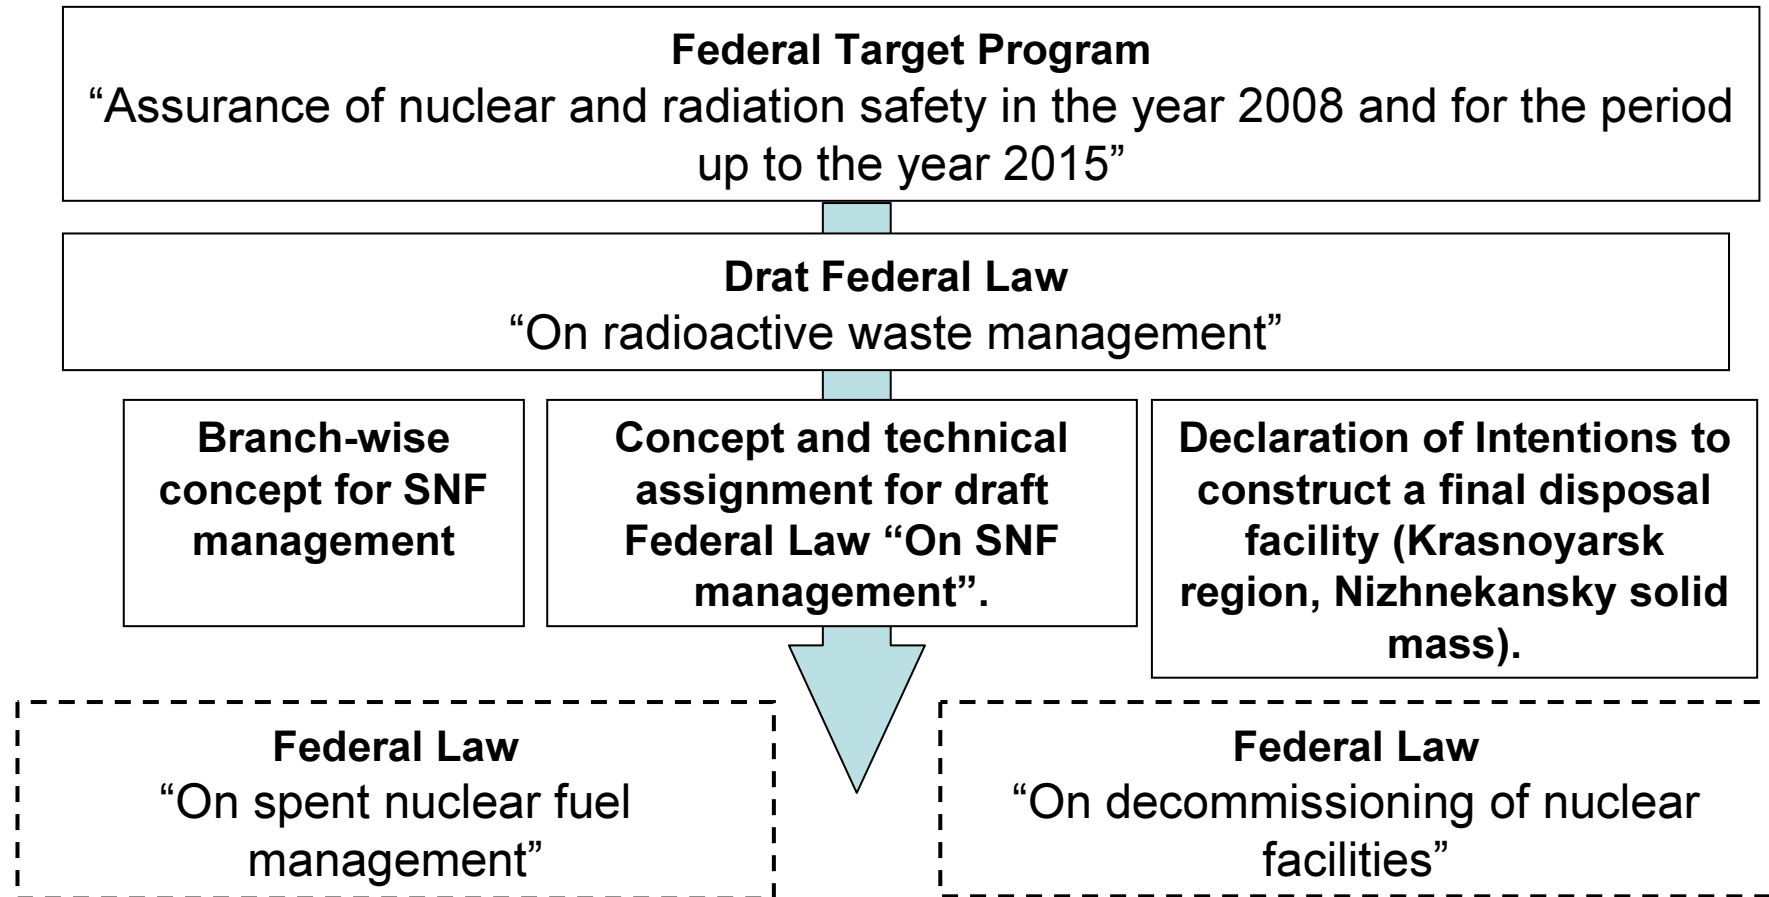 Federal Target Program
“Assurance of nuclear and radiation safety in the year 2008 and for the period
up to the year 2015”
Drat Federal Law
“On radioactive waste management”
Branch-wise
concept for SNF
management
Concept and technical
assignment for draft
Federal Law “On SNF
management”.
Declaration of Intentions to
construct a final disposal
facility (Krasnoyarsk
region, Nizhnekansky solid
mass).
Federal Law
“On spent nuclear fuel
management”
Federal Law
“On decommissioning of nuclear
facilities”